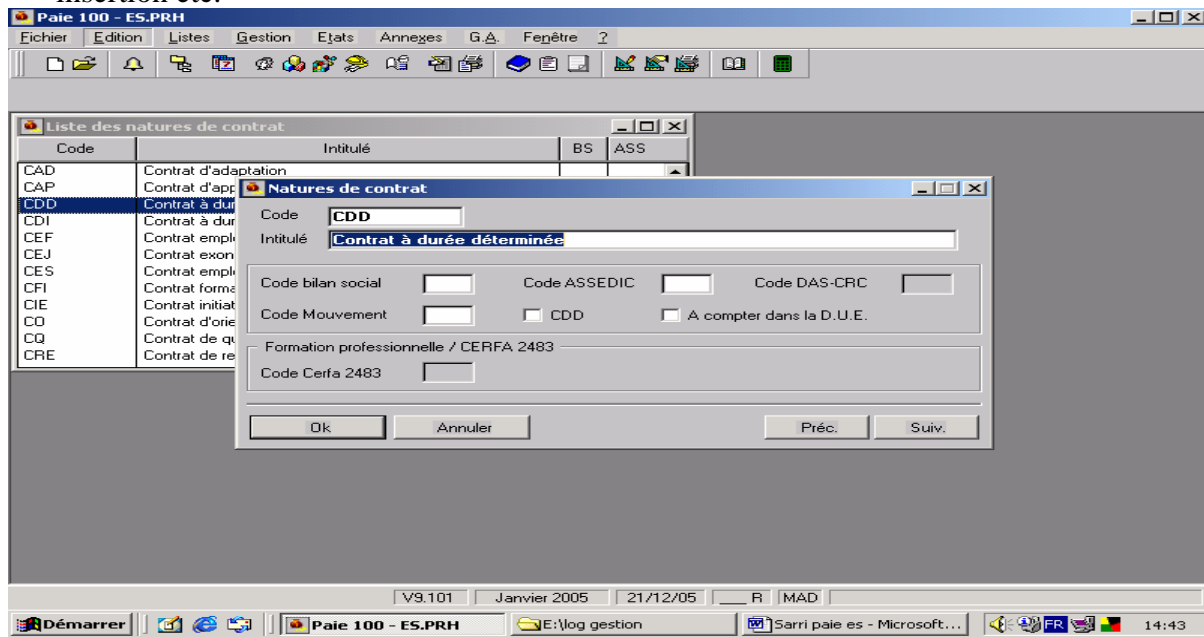 insertion etc.
Paie 100 - ES.PRH
Fichier Edition Listes Gestion Etats Annexes G.A. Fenêtre ?
Liste des natures de contrat
Code Intitulé BS ASS
CAD Contrat d'adaptation
CAP Contrat d'app
CDD Contrat à dur
CDI Contrat à dur
CEF Contrat emplo
CEJ Contrat exon
CES Contrat emplo
CFI Contrat forma
CIE Contrat initiat
CO Contrat d'orie
CQ Contrat de qu
CRE Contrat de re
Natures de contrat
Code CDD
Intitulé Contrat à durée déterminée
Code bilan social Code ASSEDIC Code DAS-CRC
Code Mouvement CDD A compter dans la D.U.E.
Formation professionnelle / CERFA 2483
Code Cerfa 2483
Ok Annuler Préc. Suiv.
V9.101 Janvier 2005 21/12/05 __ R MAD
Démarrer Paie 100 - ES.PRH E:\log gestion Sarri paie es - Microsoft... FR 14:43